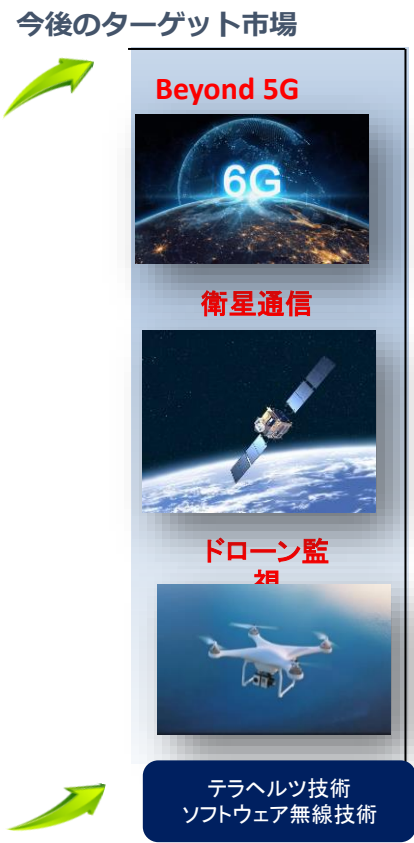 今後のターゲット市場
Beyond 5G
6G
衛星通信
ドローン監
視
テラヘルツ技術
ソフトウェア無線技術